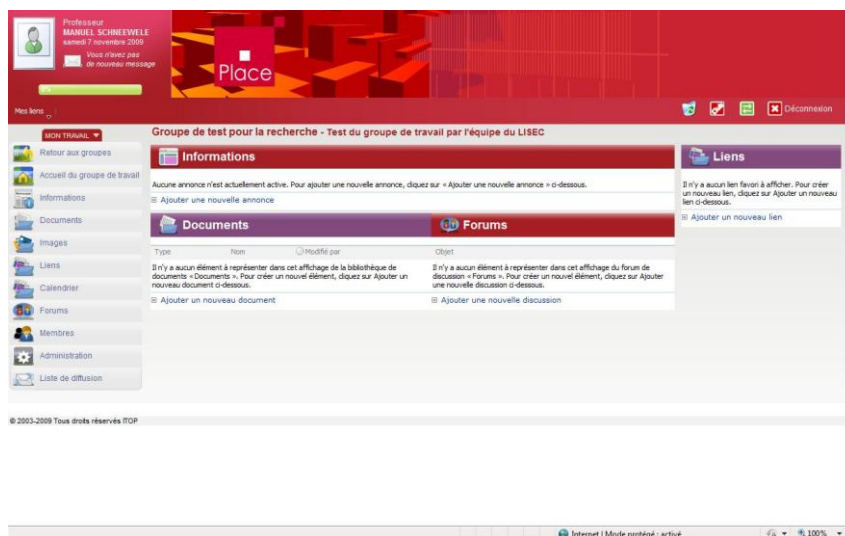 Professeur
MANUEL SCHNEEWELE
samedi 7 novembre 2009
Vous n'avez pas
de nouveau message
Place
Mes liens
Déconnexion
MON TRAVAIL
Groupe de test pour la recherche - Test du groupe de travail par l'équipe du LISEC
Retour aux groupes
Accueil du groupe de travail
Informations
Documents
Images
Liens
Calendrier
Forums
Membres
Administration
Liste de diffusion
Informations
Aucune annonce n'est actuellement active. Pour ajouter une nouvelle annonce, cliquez sur « Ajouter une nouvelle annonce » ci-dessous.
Ajouter une nouvelle annonce
Documents
Type Nom Modifié par
Il n'y a aucun élément à représenter dans cet affichage de la bibliothèque de
documents « Documents ». Pour créer un nouvel élément, cliquez sur Ajouter un
nouveau document ci-dessous.
Ajouter un nouveau document
Forums
Objet
Il n'y a aucun élément à représenter dans cet affichage du forum de
discussion « Forums ». Pour créer un nouvel élément, cliquez sur Ajouter
une nouvelle discussion ci-dessous.
Ajouter une nouvelle discussion
Liens
Il n'y a aucun lien favori à afficher. Pour créer
un nouveau lien, cliquez sur Ajouter un nouveau
lien ci-dessous.
Ajouter un nouveau lien
© 2003-2009 Tous droits réservés ITOP
Internet | Mode protégé : activé
100%